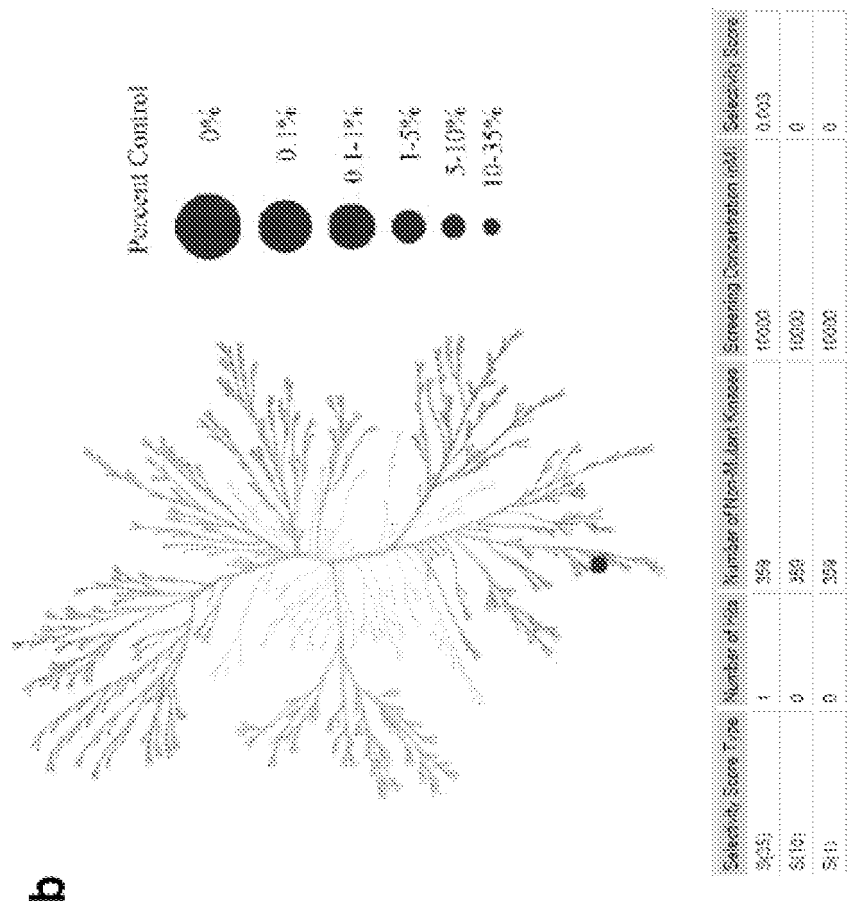 b
Percent Control
0%
0.1%
0.1-1%
1-5%
5-10%
10-35%
Selectivity Score Type Number of Hits Number of Non-Mutant Kinases Screening Concentration (nM) Selectivity Score
S(35) 1 359 10000 0.003
S(10) 0 359 10000 0
S(1) 0 359 10000 0